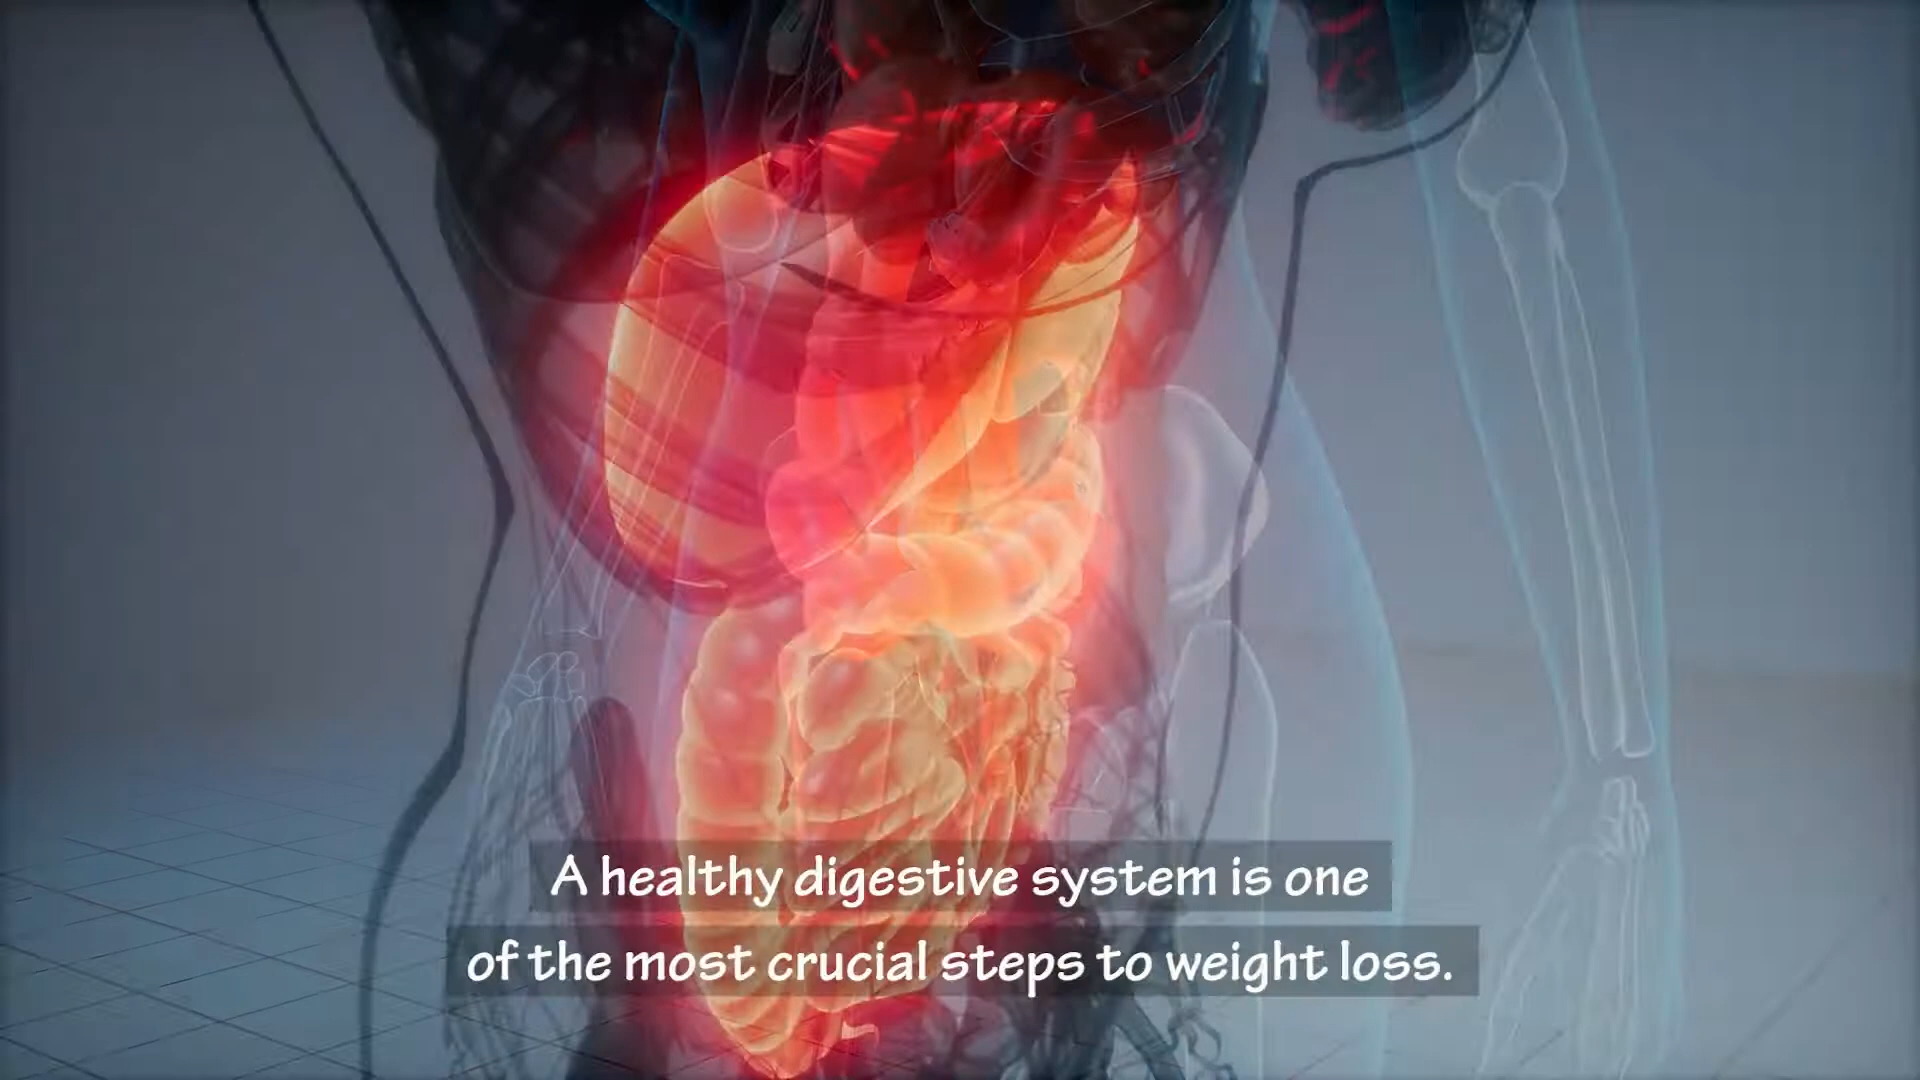 A healthy digestive system is one
of the most crucial steps to weight loss.